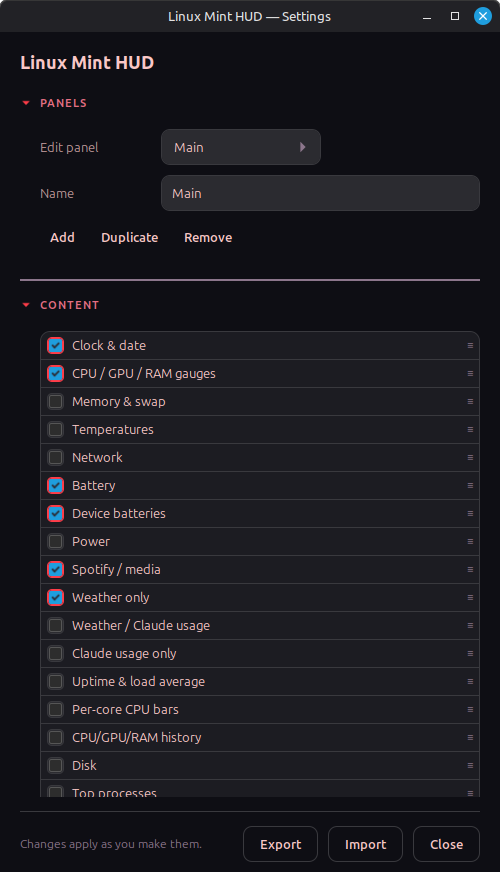 Linux Mint HUD — Settings
Linux Mint HUD
PANELS
Edit panel
Main
Name
Main
Add Duplicate Remove
CONTENT
Clock & date
CPU / GPU / RAM gauges
Memory & swap
Temperatures
Network
Battery
Device batteries
Power
Spotify / media
Weather only
Weather / Claude usage
Claude usage only
Uptime & load average
Per-core CPU bars
CPU/GPU/RAM history
Disk
Top processes
Changes apply as you make them.
Export Import Close